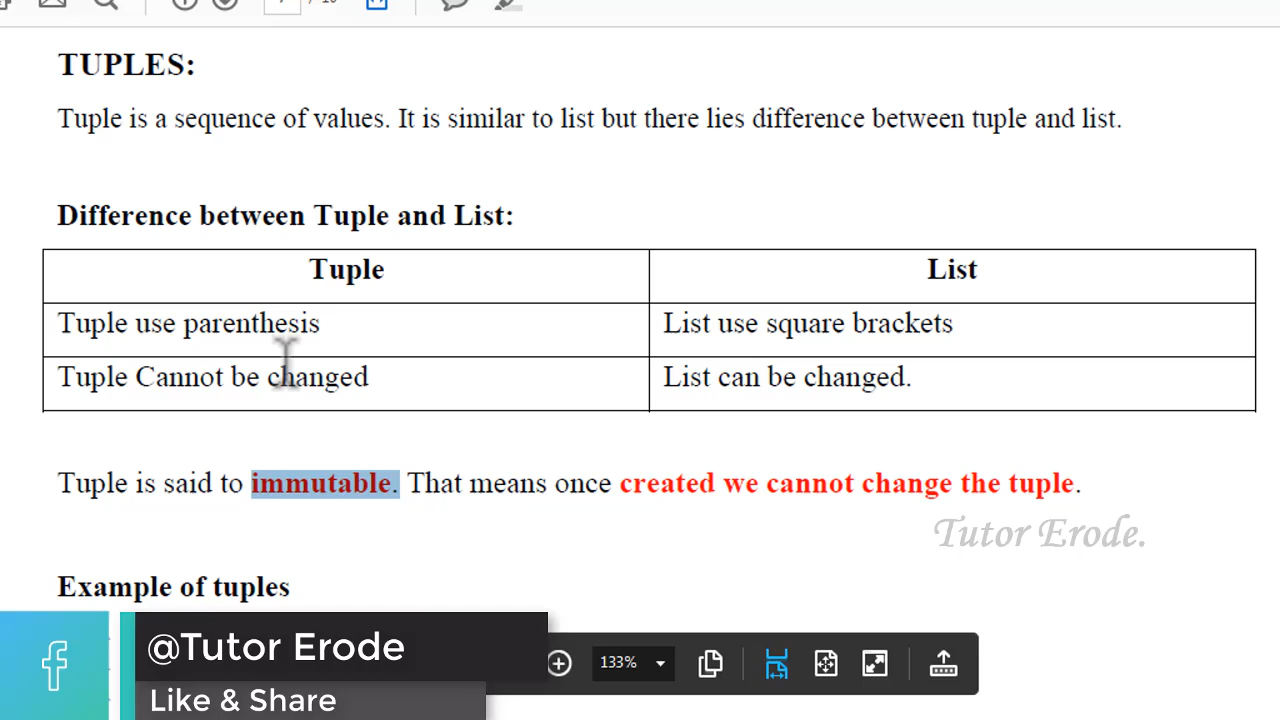 TUPLES:
Tuple is a sequence of values. It is similar to list but there lies difference between tuple and list.
Difference between Tuple and List:
Tuple List
Tuple use parenthesis List use square brackets
Tuple Cannot be changed List can be changed.
Tuple is said to immutable. That means once created we cannot change the tuple.
Tutor Erode.
Example of tuples
@Tutor Erode
133%
Like & Share